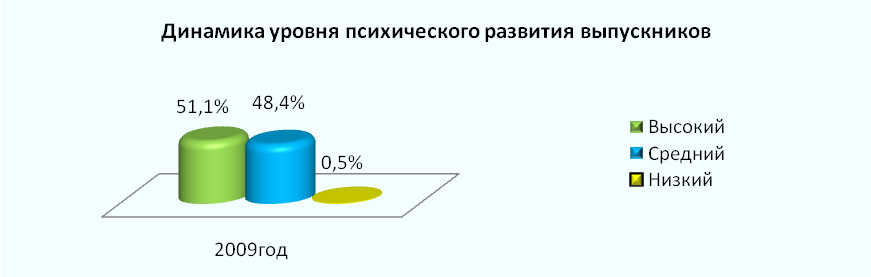 Динамика уровня психического развития выпускников
51,1%
48,4%
0,5%
2009год
Высокий
Средний
Низкий